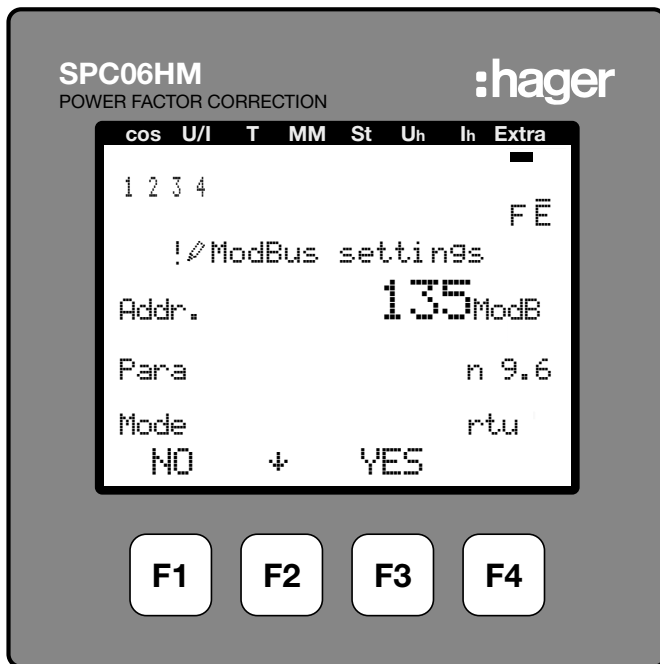 SPC06HM :hager
POWER FACTOR CORRECTION
cos U/I T MM St Uh Ih Extra
1 2 3 4
F Ē
!✎ModBus settings
Addr. 135 ModB
Para n 9.6
Mode rtu
NO ↓ YES
F1 F2 F3 F4